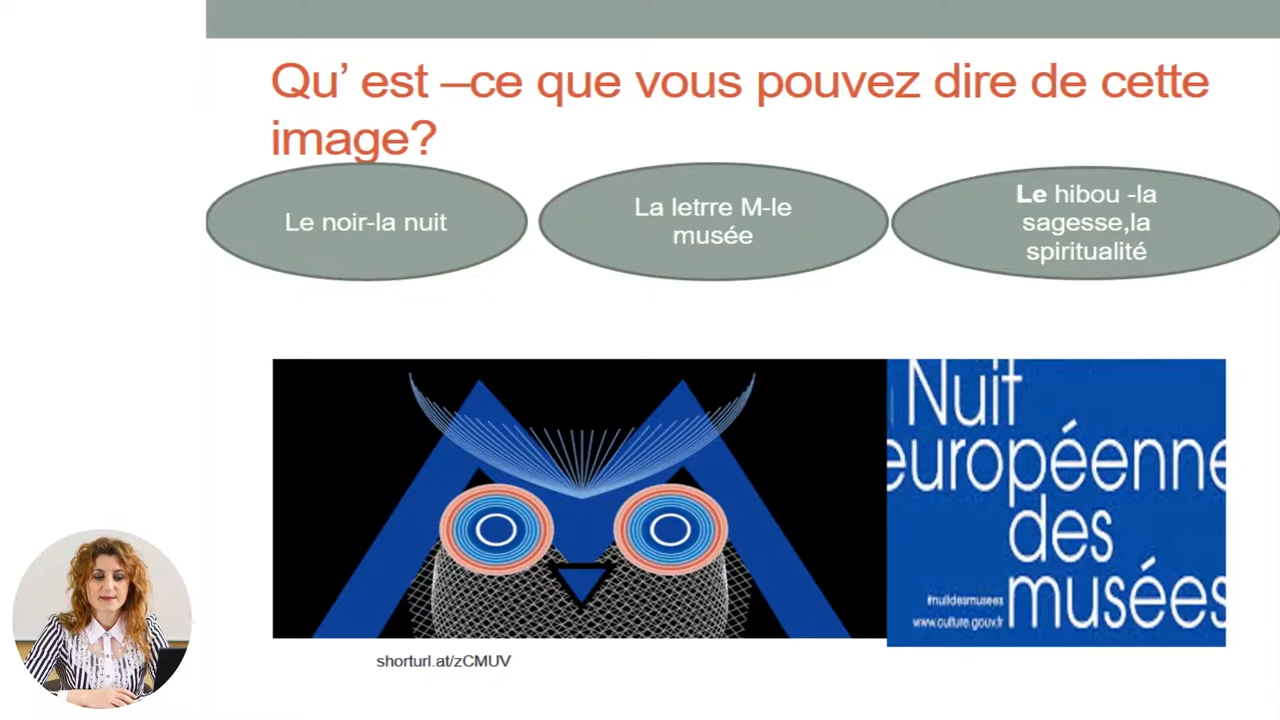 Qu’ est –ce que vous pouvez dire de cette
image?
Le noir-la nuit
La letrre M-le
musée
Le hibou -la
sagesse,la
spiritualité
Nuit
européenne
des
musées
#nuitdesmusees
www.culture.gouv.fr
shorturl.at/zCMUV